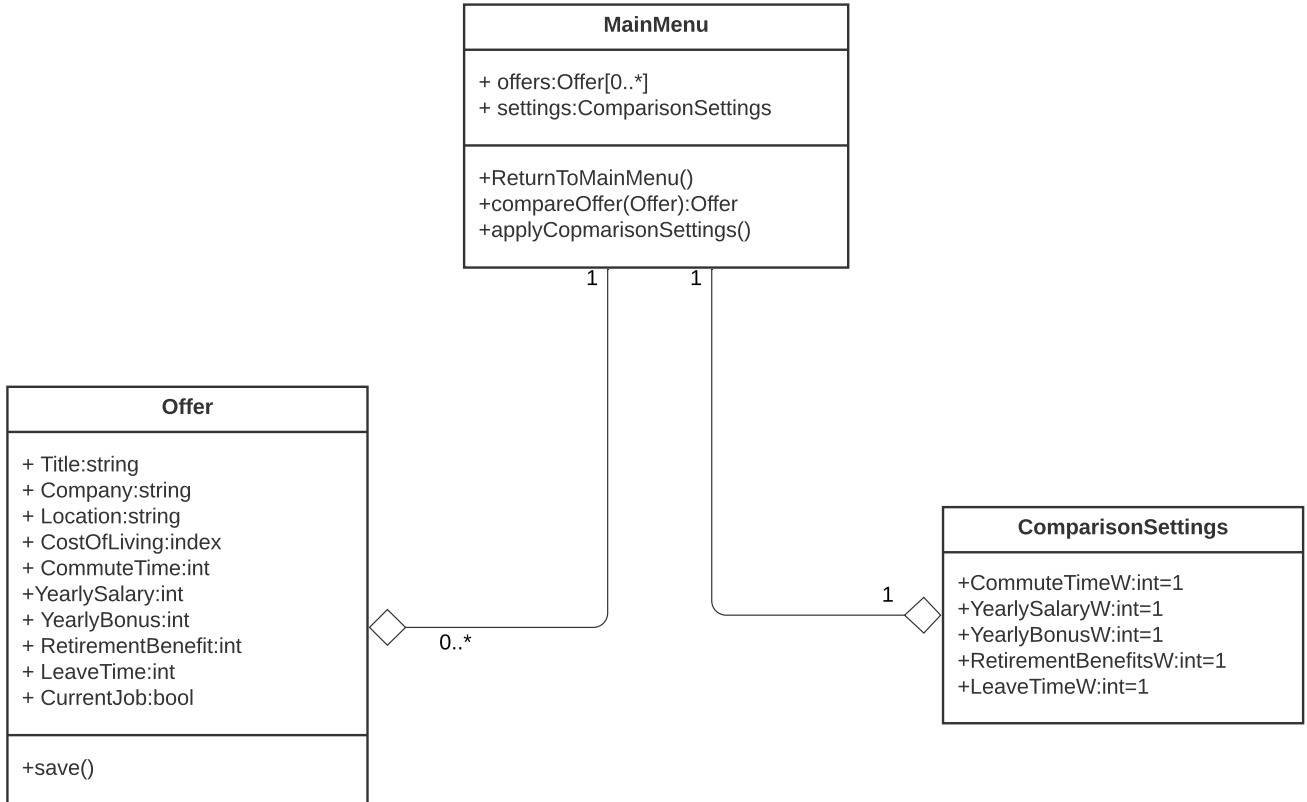 MainMenu
+ offers:Offer[0..*]
+ settings:ComparisonSettings
+ReturnToMainMenu()
+compareOffer(Offer):Offer
+applyCopmarisonSettings()
1
1
Offer
+ Title:string
+ Company:string
+ Location:string
+ CostOfLiving:index
+ CommuteTime:int
+YearlySalary:int
+ YearlyBonus:int
+ RetirementBenefit:int
+ LeaveTime:int
+ CurrentJob:bool
+save()
0..*
1
ComparisonSettings
+CommuteTimeW:int=1
+YearlySalaryW:int=1
+YearlyBonusW:int=1
+RetirementBenefitsW:int=1
+LeaveTimeW:int=1